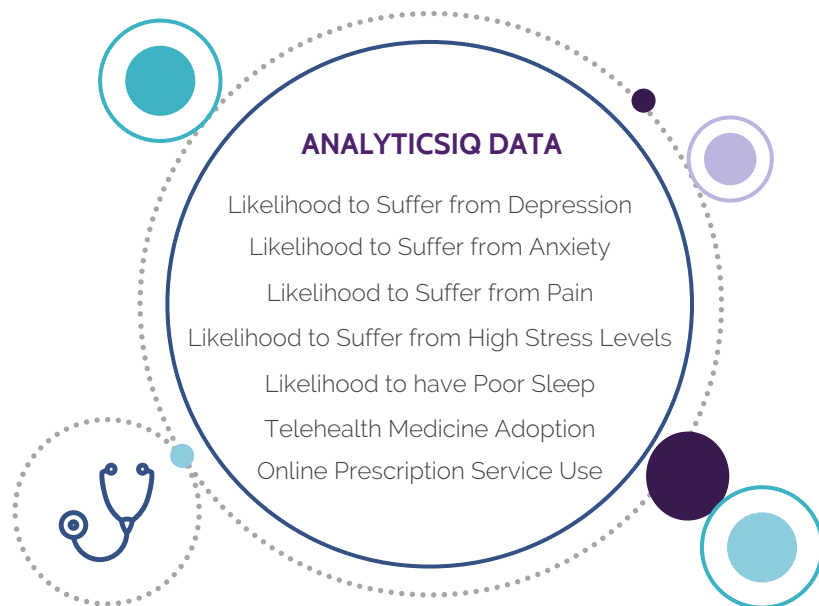 ANALYTICSIQ DATA
Likelihood to Suffer from Depression
Likelihood to Suffer from Anxiety
Likelihood to Suffer from Pain
Likelihood to Suffer from High Stress Levels
Likelihood to have Poor Sleep
Telehealth Medicine Adoption
Online Prescription Service Use